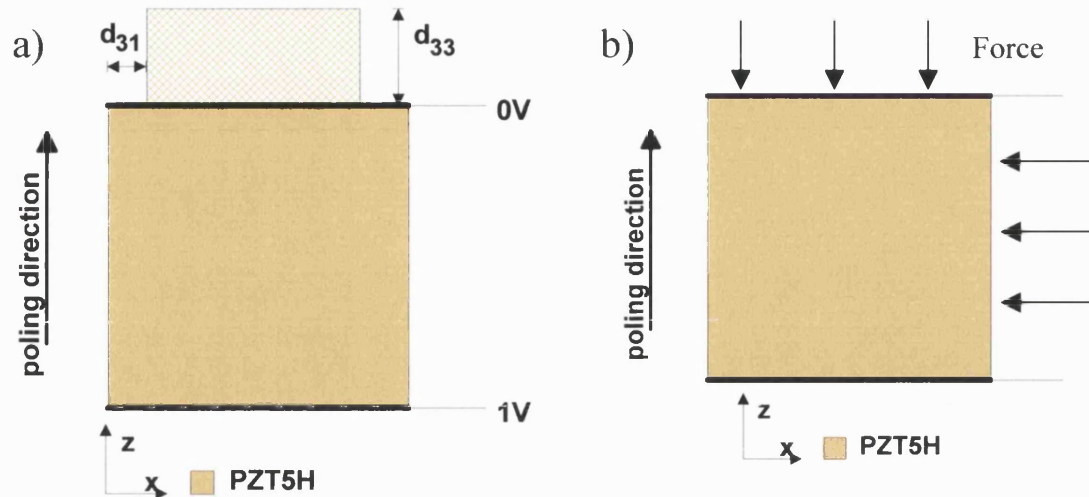 a)
d31
d33
0V
poling direction
1V
z
x
PZT5H
b)
Force
poling direction
z
x
PZT5H